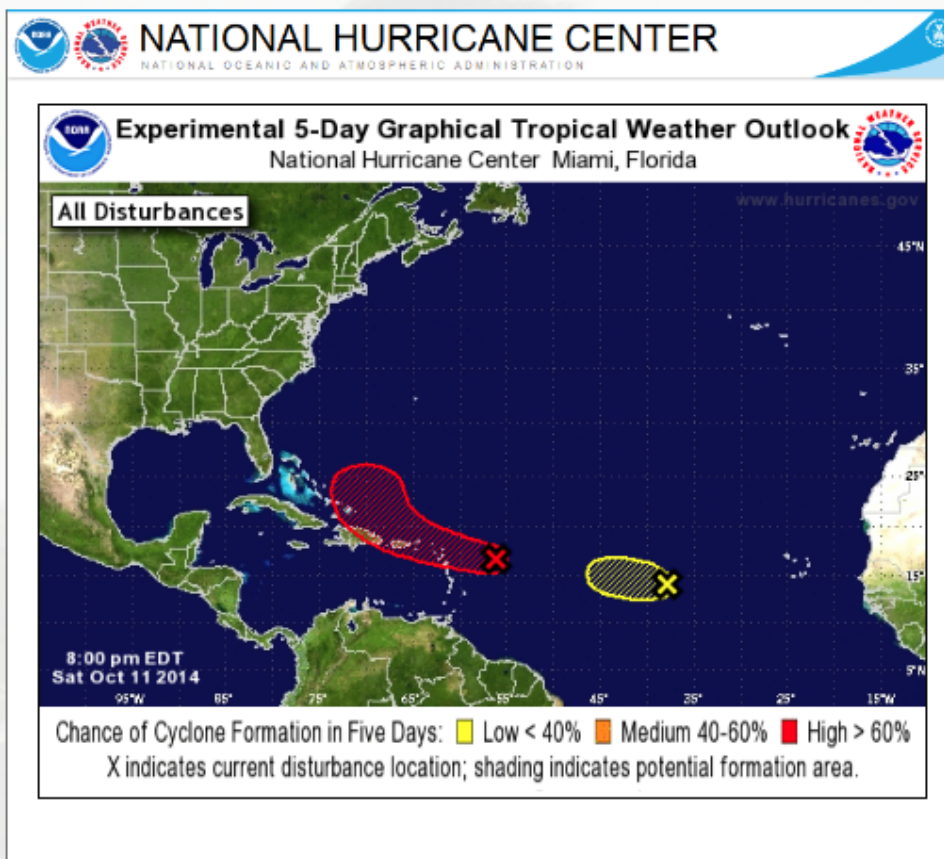 NATIONAL HURRICANE CENTER
NATIONAL OCEANIC AND ATMOSPHERIC ADMINISTRATION
Experimental 5-Day Graphical Tropical Weather Outlook
National Hurricane Center Miami, Florida
All Disturbances
www.hurricanes.gov
45°N
35°
25°
15°
5°N
8:00 pm EDT
Sat Oct 11 2014
95°W 85° 75° 65° 55° 45° 35° 25° 15°W
Chance of Cyclone Formation in Five Days: Low < 40% Medium 40-60% High > 60%
X indicates current disturbance location; shading indicates potential formation area.